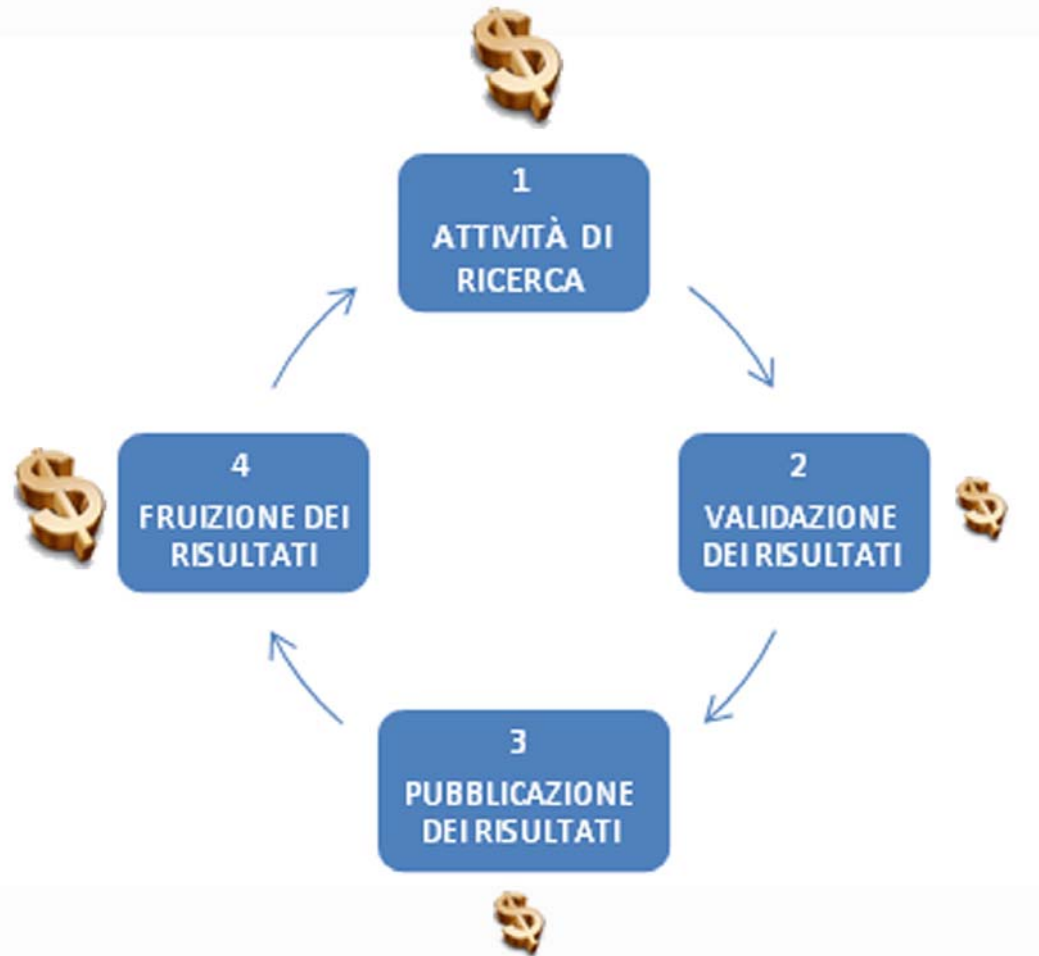 1
ATTIVITÀ DI
RICERCA
2
VALIDAZIONE
DEI RISULTATI
3
PUBBLICAZIONE
DEI RISULTATI
4
FRUIZIONE DEI
RISULTATI